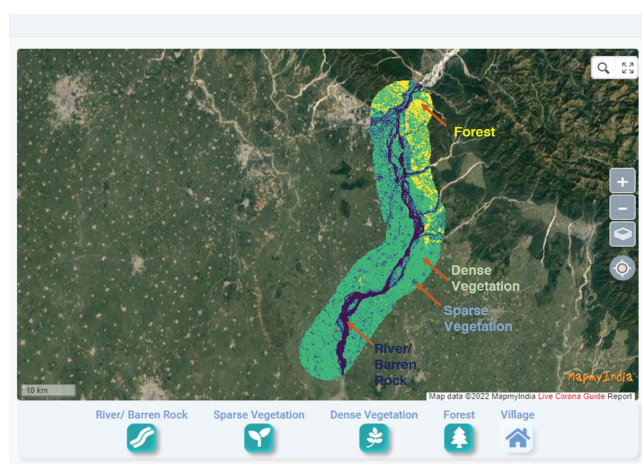 Forest
Dense
Vegetation
Sparse
Vegetation
River/
Barren
Rock
+
−
10 km
MapmyIndia
Map data ©2022 MapmyIndia Live Corona Guide Report
River/ Barren Rock Sparse Vegetation Dense Vegetation Forest Village